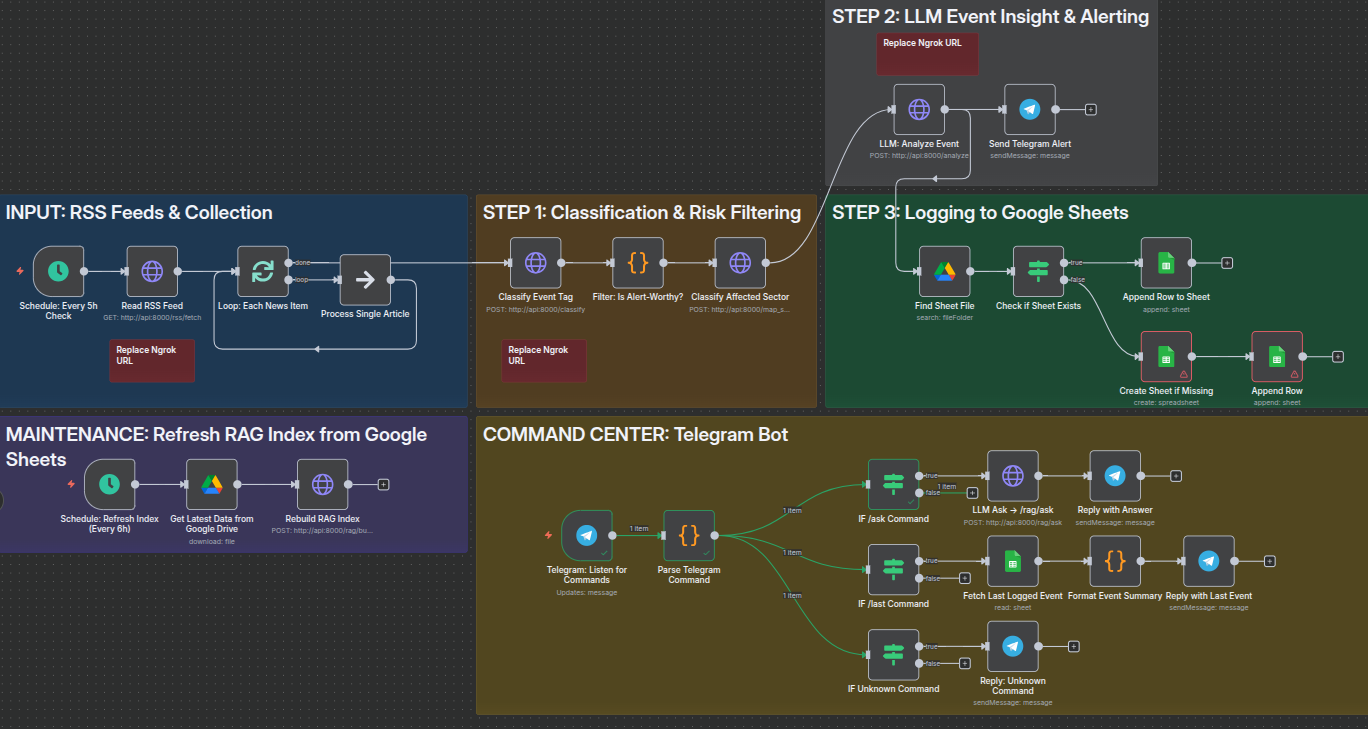 STEP 2: LLM Event Insight & Alerting
Replace Ngrok URL
LLM: Analyze Event
POST: http://api:8000/analyze
Send Telegram Alert
sendMessage: message
INPUT: RSS Feeds & Collection
Schedule: Every 5h
Check
Read RSS Feed
GET: http://api:8000/rss/fetch
done
loop
Loop: Each News Item
Process Single Article
Replace Ngrok
URL
STEP 1: Classification & Risk Filtering
Classify Event Tag
POST: http://api:8000/classify
Filter: Is Alert-Worthy?
Classify Affected Sector
POST: http://api:8000/map_s...
Replace Ngrok
URL
STEP 3: Logging to Google Sheets
Find Sheet File
search: fileFolder
true
false
Check if Sheet Exists
Append Row to Sheet
append: sheet
Create Sheet if Missing
create: spreadsheet
Append Row
append: sheet
MAINTENANCE: Refresh RAG Index from Google
Sheets
Schedule: Refresh Index
(Every 6h)
Get Latest Data from
Google Drive
download: file
Rebuild RAG Index
POST: http://api:8000/rag/bu...
COMMAND CENTER: Telegram Bot
Telegram: Listen for
Commands
Updates: message
1 item
Parse Telegram
Command
1 item
1 item
1 item
true
false
1 item
IF /ask Command
LLM Ask → /rag/ask
POST: http://api:8000/rag/ask
Reply with Answer
sendMessage: message
true
false
IF /last Command
Fetch Last Logged Event
read: sheet
Format Event Summary
Reply with Last Event
sendMessage: message
true
false
IF Unknown Command
Reply: Unknown
Command
sendMessage: message